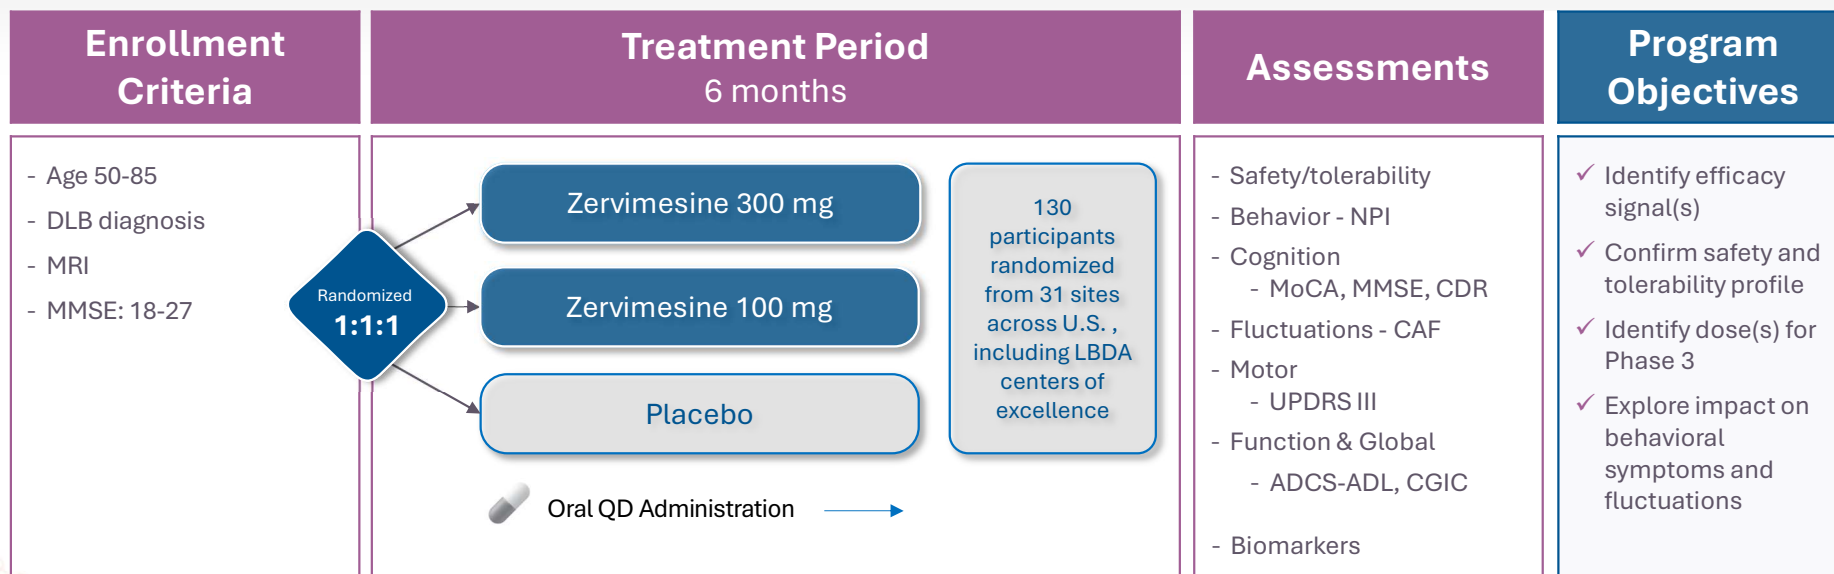 Enrollment
Criteria
Treatment Period
6 months
Assessments
Program
Objectives
- Age 50-85
- DLB diagnosis
- MRI
- MMSE: 18-27
Randomized
1:1:1
Zervimesine 300 mg
Zervimesine 100 mg
Placebo
Oral QD Administration
130
participants
randomized
from 31 sites
across U.S. ,
including LBDA
centers of
excellence
- Safety/tolerability
- Behavior - NPI
- Cognition
- MoCA, MMSE, CDR
- Fluctuations - CAF
- Motor
- UPDRS III
- Function & Global
- ADCS-ADL, CGIC
- Biomarkers
✓ Identify efficacy
signal(s)
✓ Confirm safety and
tolerability profile
✓ Identify dose(s) for
Phase 3
✓ Explore impact on
behavioral
symptoms and
fluctuations